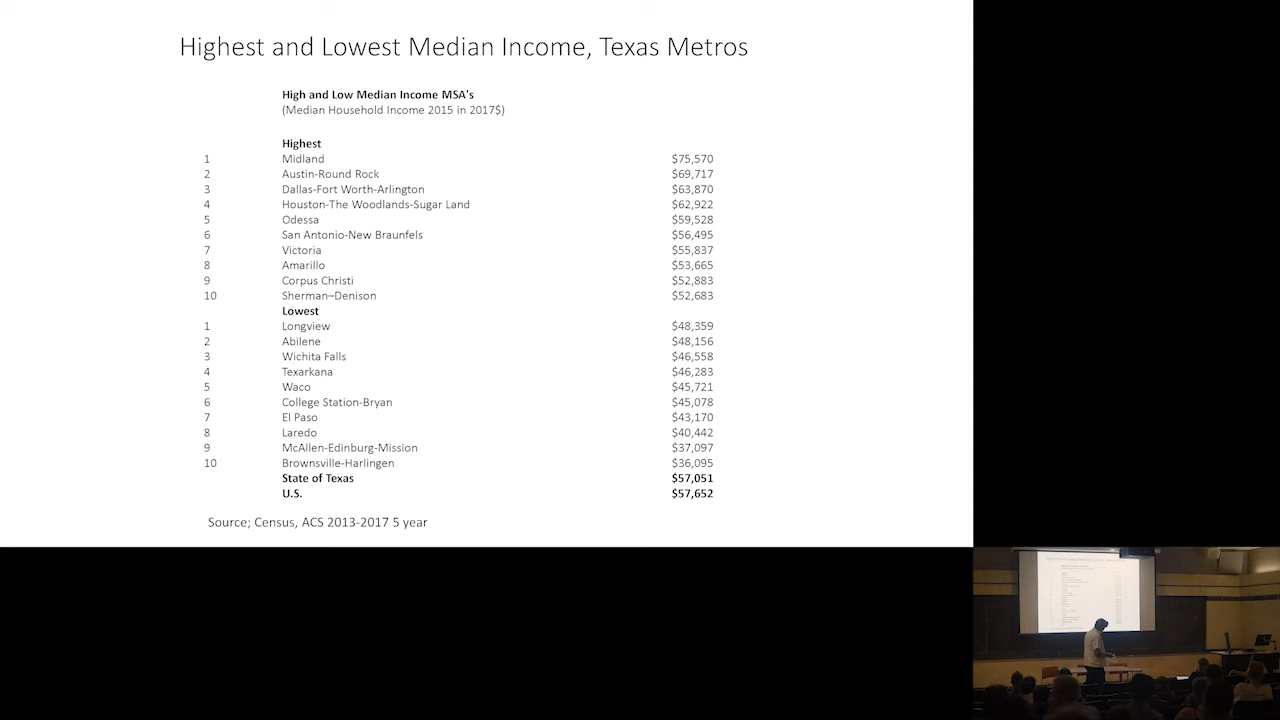 Highest and Lowest Median Income, Texas Metros
High and Low Median Income MSA's
(Median Household Income 2015 in 2017$)
Highest
1 Midland $75,570
2 Austin-Round Rock $69,717
3 Dallas-Fort Worth-Arlington $63,870
4 Houston-The Woodlands-Sugar Land $62,922
5 Odessa $59,528
6 San Antonio-New Braunfels $56,495
7 Victoria $55,837
8 Amarillo $53,665
9 Corpus Christi $52,883
10 Sherman–Denison $52,683
Lowest
1 Longview $48,359
2 Abilene $48,156
3 Wichita Falls $46,558
4 Texarkana $46,283
5 Waco $45,721
6 College Station-Bryan $45,078
7 El Paso $43,170
8 Laredo $40,442
9 McAllen-Edinburg-Mission $37,097
10 Brownsville-Harlingen $36,095
State of Texas $57,051
U.S. $57,652
Source; Census, ACS 2013-2017 5 year